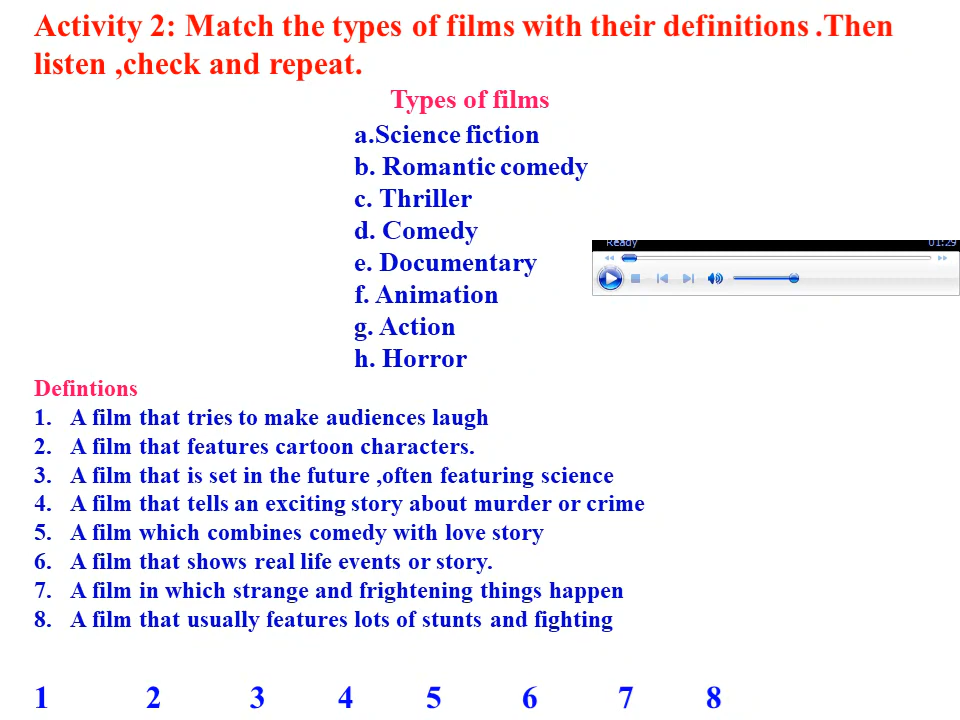 Activity 2: Match the types of films with their definitions .Then
listen ,check and repeat.
Types of films
a.Science fiction
b. Romantic comedy
c. Thriller
d. Comedy
e. Documentary
f. Animation
g. Action
h. Horror
Ready 01:29
Defintions
1. A film that tries to make audiences laugh
2. A film that features cartoon characters.
3. A film that is set in the future ,often featuring science
4. A film that tells an exciting story about murder or crime
5. A film which combines comedy with love story
6. A film that shows real life events or story.
7. A film in which strange and frightening things happen
8. A film that usually features lots of stunts and fighting
1 2 3 4 5 6 7 8